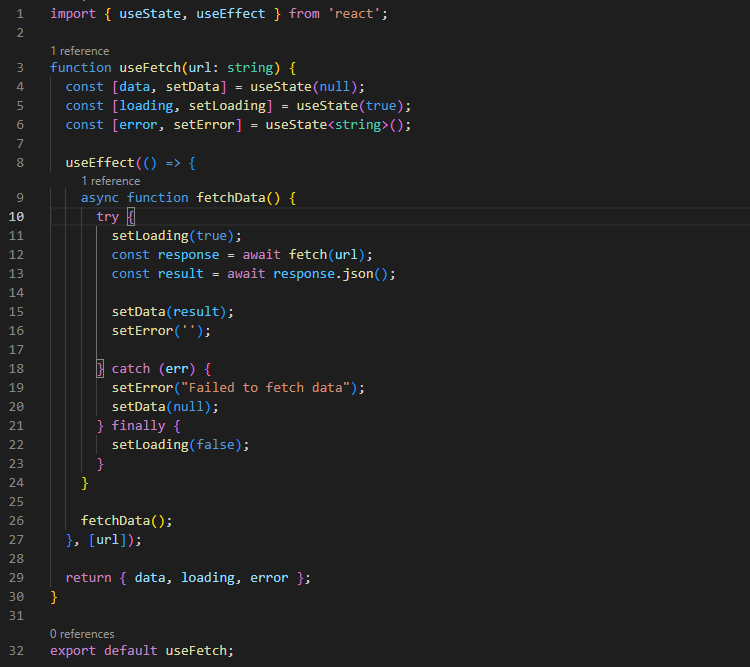 1 import { useState, useEffect } from 'react';
2
1 reference
3 function useFetch(url: string) {
4   const [data, setData] = useState(null);
5   const [loading, setLoading] = useState(true);
6   const [error, setError] = useState<string>();
7
8   useEffect(() => {
1 reference
9     async function fetchData() {
10       try {
11         setLoading(true);
12         const response = await fetch(url);
13         const result = await response.json();
14
15         setData(result);
16         setError('');
17
18       } catch (err) {
19         setError("Failed to fetch data");
20         setData(null);
21       } finally {
22         setLoading(false);
23       }
24     }
25
26     fetchData();
27   }, [url]);
28
29   return { data, loading, error };
30 }
31
0 references
32 export default useFetch;